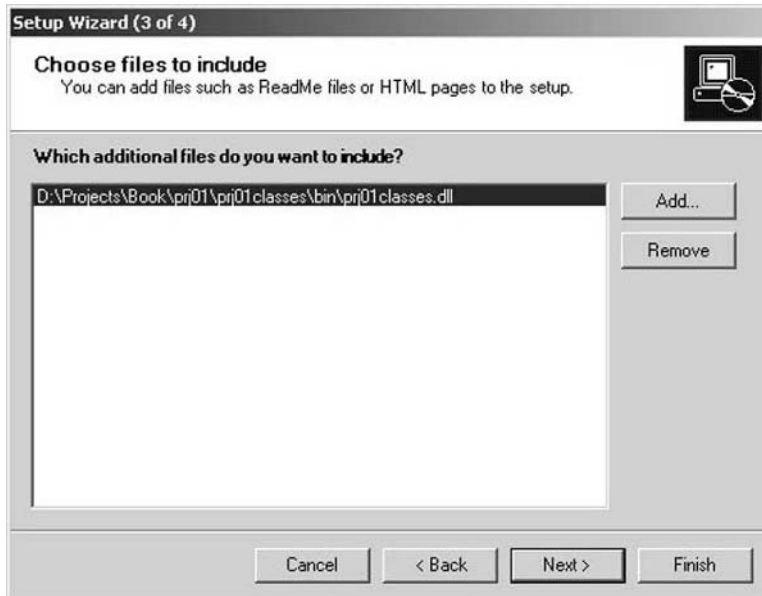 Setup Wizard (3 of 4)
Choose files to include
You can add files such as ReadMe files or HTML pages to the setup.
Which additional files do you want to include?
D:\Projects\Book\prj01\prj01classes\bin\prj01classes.dll
Add...
Remove
Cancel
< Back
Next >
Finish